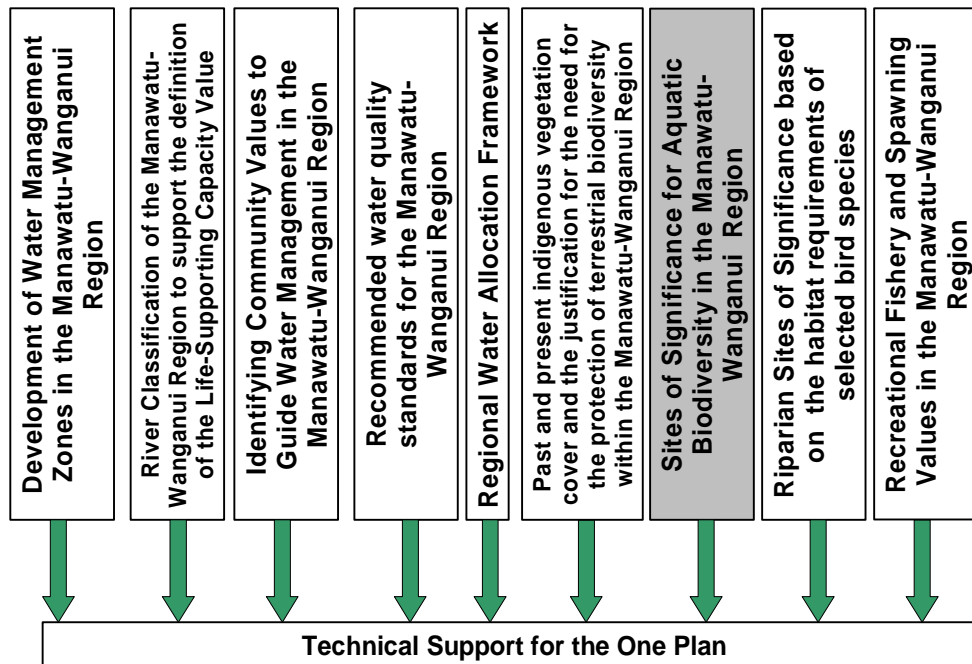 Development of Water Management
Zones in the Manawatu-Wanganui
Region
River Classification of the Manawatu-
Wanganui Region to support the definition
of the Life-Supporting Capacity Value
Identifying Community Values to
Guide Water Management in the
Manawatu-Wanganui Region
Recommended water quality
standards for the Manawatu-
Wanganui Region
Regional Water Allocation Framework
Past and present indigenous vegetation
cover and the justification for the need for
the protection of terrestrial biodiversity
within the Manawatu-Wanganui Region
Sites of Significance for Aquatic
Biodiversity in the Manawatu-
Wanganui Region
Riparian Sites of Significance based
on the habitat requirements of
selected bird species
Recreational Fishery and Spawning
Values in the Manawatu-Wanganui
Region
Technical Support for the One Plan